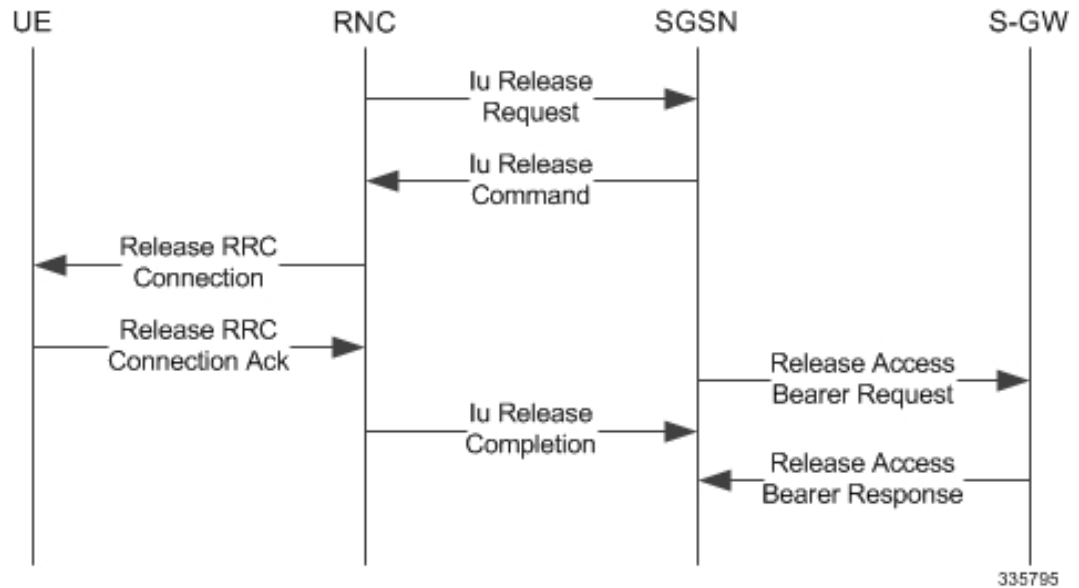 UE
RNC
SGSN
S-GW
Iu Release
Request
Iu Release
Command
Release RRC
Connection
Release RRC
Connection Ack
Release Access
Bearer Request
Iu Release
Completion
Release Access
Bearer Response
335795